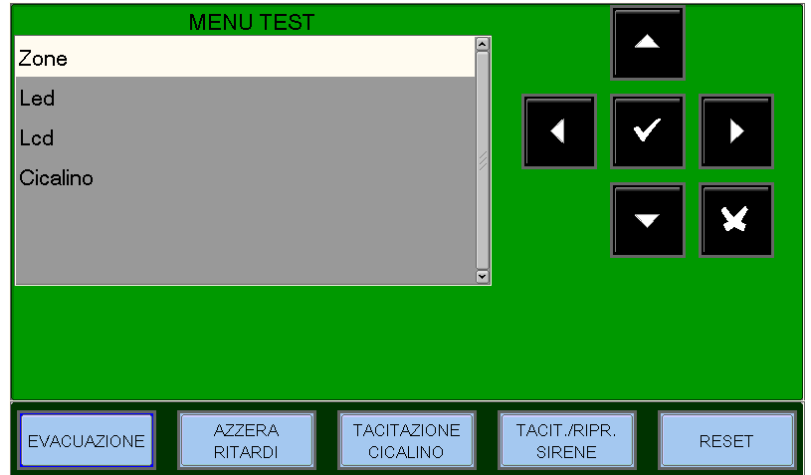 MENU TEST
Zone
Led
Lcd
Cicalino
EVACUAZIONE
AZZERA
RITARDI
TACITAZIONE
CICALINO
TACIT./RIPR.
SIRENE
RESET